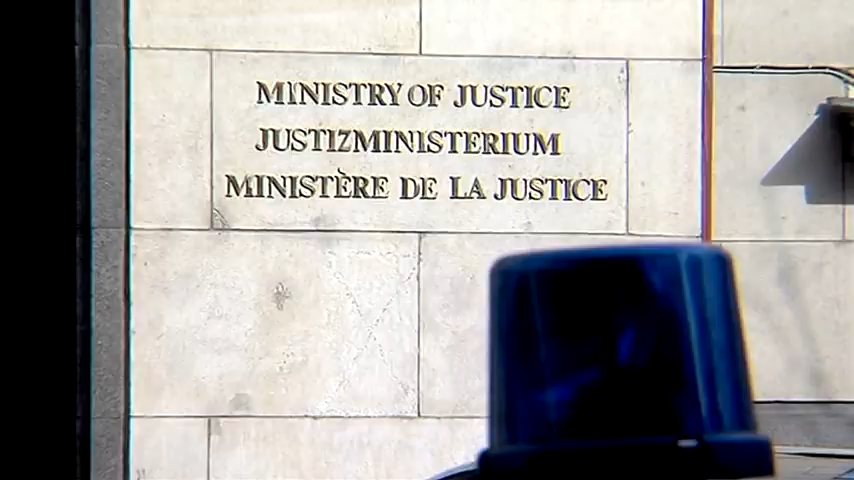 MINISTRY OF JUSTICE
JUSTIZMINISTERIUM
MINISTÈRE DE LA JUSTICE